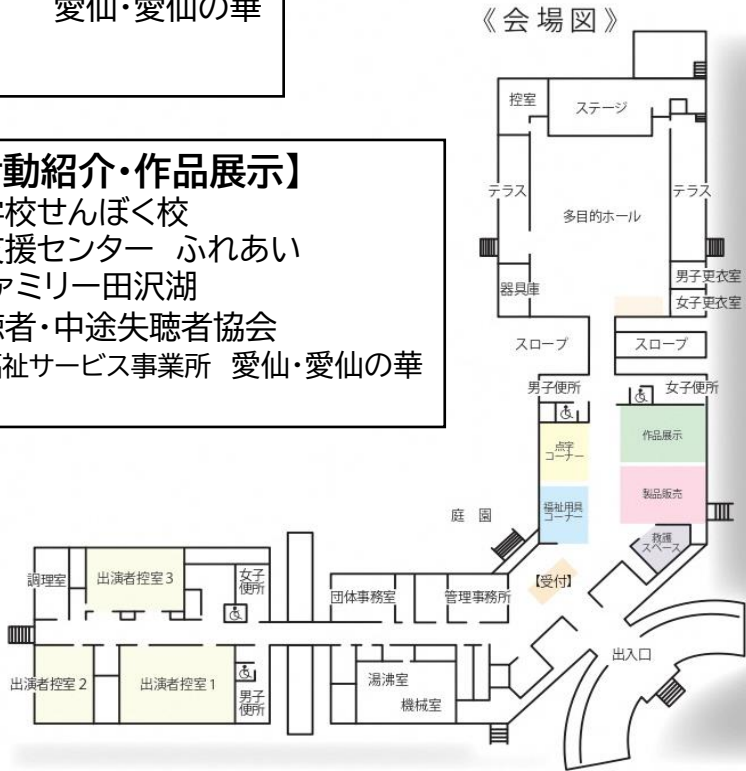 愛仙・愛仙の華
動紹介・作品展示】
学校せんぼく校
支援センター ふれあい
ファミリー田沢湖
聴者・中途失聴者協会
福祉サービス事業所 愛仙・愛仙の華
《会場図》
控室
ステージ
テラス
テラス
多目的ホール
器具庫
男子更衣室
女子更衣室
スロープ
スロープ
男子便所
女子便所
点字
コーナー
作品展示
福祉用具
コーナー
製品販売
庭園
救護
スペース
【受付】
調理室
出演者控室3
女子
便所
団体事務室
管理事務所
出入口
出演者控室2
出演者控室1
男子
便所
湯沸室
機械室